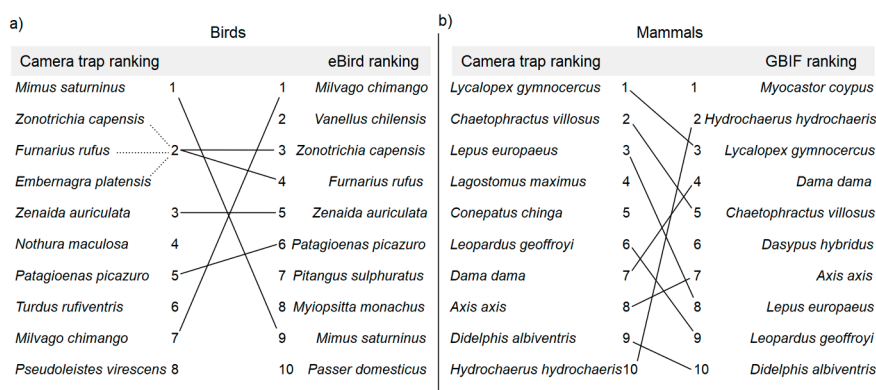 a) Birds
Camera trap ranking eBird ranking
Mimus saturninus 1 1 Milvago chimango
Zonotrichia capensis 2 Vanellus chilensis
Furnarius rufus 2 3 Zonotrichia capensis
Embernagra platensis 4 Furnarius rufus
Zenaida auriculata 3 5 Zenaida auriculata
Nothura maculosa 4 6 Patagioenas picazuro
Patagioenas picazuro 5 7 Pitangus sulphuratus
Turdus rufiventris 6 8 Myiopsitta monachus
Milvago chimango 7 9 Mimus saturninus
Pseudoleistes virescens 8 10 Passer domesticus
b) Mammals
Camera trap ranking GBIF ranking
Lycalopex gymnocercus 1 1 Myocastor coypus
Chaetophractus villosus 2 2 Hydrochaerus hydrochaeris
Lepus europaeus 3 3 Lycalopex gymnocercus
Lagostomus maximus 4 4 Dama dama
Conepatus chinga 5 5 Chaetophractus villosus
Leopardus geoffroyi 6 6 Dasypus hybridus
Dama dama 7 7 Axis axis
Axis axis 8 8 Lepus europaeus
Didelphis albiventris 9 9 Leopardus geoffroyi
Hydrochaerus hydrochaeris 10 10 Didelphis albiventris